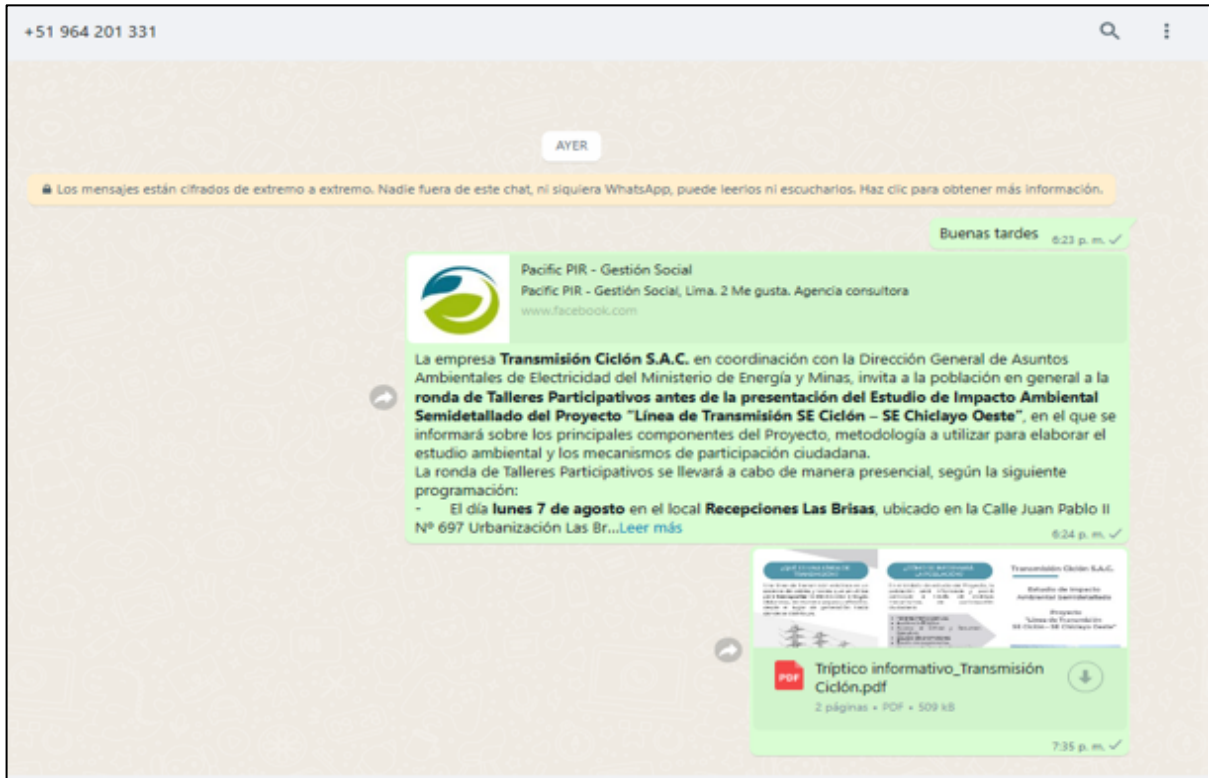 +51 964 201 331
AYER
Los mensajes están cifrados de extremo a extremo. Nadie fuera de este chat, ni siquiera WhatsApp, puede leerlos ni escucharlos. Haz clic para obtener más información.
Buenas tardes 6:23 p. m.
Pacific PIR - Gestión Social
Pacific PIR - Gestión Social, Lima. 2 Me gusta. Agencia consultora
www.facebook.com
La empresa Transmisión Ciclón S.A.C. en coordinación con la Dirección General de Asuntos
Ambientales de Electricidad del Ministerio de Energía y Minas, invita a la población en general a la
ronda de Talleres Participativos antes de la presentación del Estudio de Impacto Ambiental
Semidetallado del Proyecto "Línea de Transmisión SE Ciclón – SE Chiclayo Oeste", en el que se
informará sobre los principales componentes del Proyecto, metodología a utilizar para elaborar el
estudio ambiental y los mecanismos de participación ciudadana.
La ronda de Talleres Participativos se llevará a cabo de manera presencial, según la siguiente
programación:
- El día lunes 7 de agosto en el local Recepciones Las Brisas, ubicado en la Calle Juan Pablo II
Nº 697 Urbanización Las Br...Leer más
6:24 p. m.
¿QUÉ ES UNA LÍNEA DE
TRANSMISIÓN?
Transmisión Ciclón S.A.C.
Estudio de Impacto
Ambiental Semidetallado
Proyecto
"Línea de Transmisión
SE Ciclón – SE Chiclayo Oeste"
PDF
Tríptico informativo_Transmisión
Ciclón.pdf
2 páginas • PDF • 509 kB
7:35 p. m.